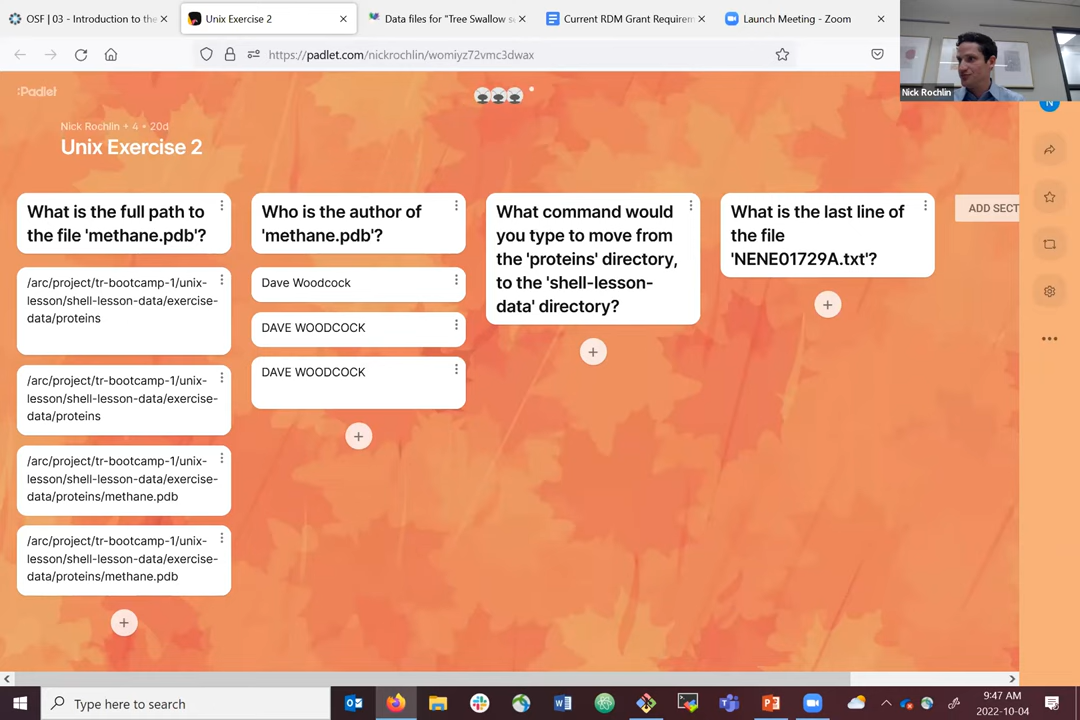 OSF | 03 - Introduction to the
Unix Exercise 2
Data files for "Tree Swallow s
Current RDM Grant Requirem
Launch Meeting - Zoom
https://padlet.com/nickrochlin/womiyz72vmc3dwax
Nick Rochlin
N
:Padlet
Nick Rochlin • 4 • 20d
Unix Exercise 2
What is the full path to
the file 'methane.pdb'?
/arc/project/tr-bootcamp-1/unix-
lesson/shell-lesson-data/exercise-
data/proteins
/arc/project/tr-bootcamp-1/unix-
lesson/shell-lesson-data/exercise-
data/proteins
/arc/project/tr-bootcamp-1/unix-
lesson/shell-lesson-data/exercise-
data/proteins/methane.pdb
/arc/project/tr-bootcamp-1/unix-
lesson/shell-lesson-data/exercise-
data/proteins/methane.pdb
Who is the author of
'methane.pdb'?
Dave Woodcock
DAVE WOODCOCK
DAVE WOODCOCK
What command would
you type to move from
the 'proteins' directory,
to the 'shell-lesson-
data' directory?
What is the last line of
the file
'NENE01729A.txt'?
ADD SECT
Type here to search
9:47 AM
2022-10-04